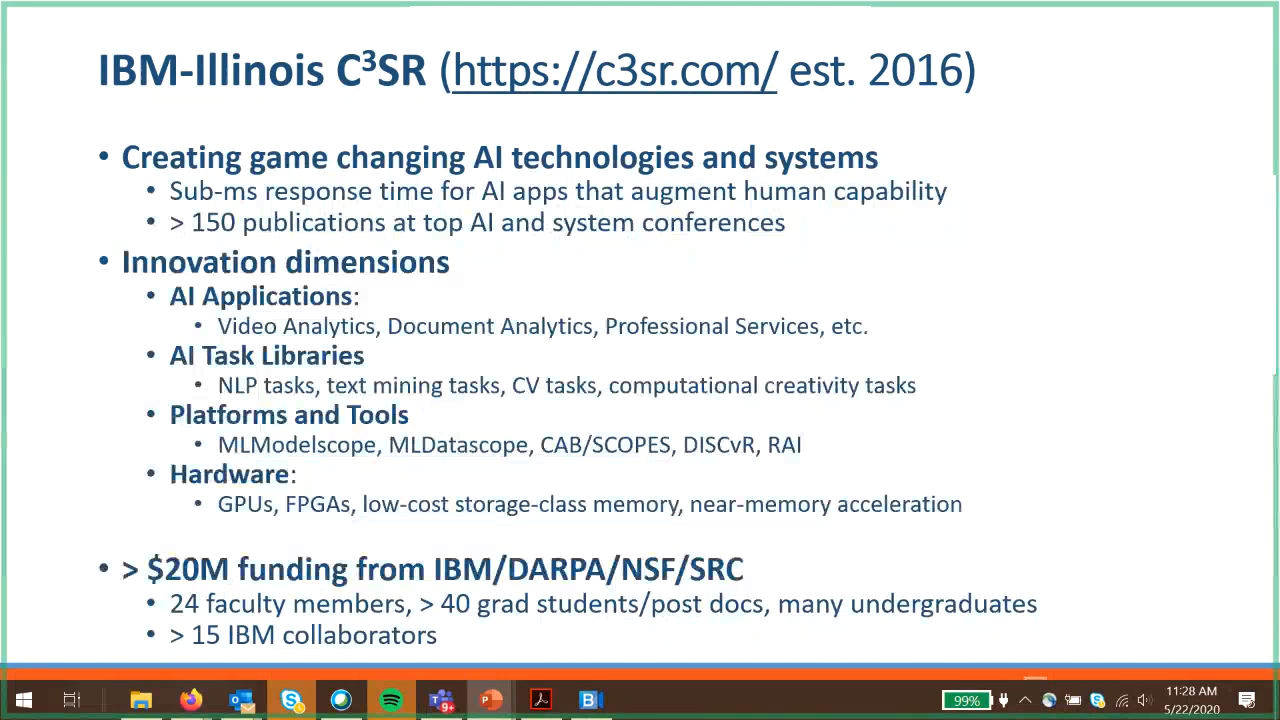 IBM-Illinois C³SR (https://c3sr.com/ est. 2016)
• Creating game changing AI technologies and systems
• Sub-ms response time for AI apps that augment human capability
• > 150 publications at top AI and system conferences
• Innovation dimensions
• AI Applications:
• Video Analytics, Document Analytics, Professional Services, etc.
• AI Task Libraries
• NLP tasks, text mining tasks, CV tasks, computational creativity tasks
• Platforms and Tools
• MLModelscope, MLDatascope, CAB/SCOPES, DISCvR, RAI
• Hardware:
• GPUs, FPGAs, low-cost storage-class memory, near-memory acceleration
• > $20M funding from IBM/DARPA/NSF/SRC
• 24 faculty members, > 40 grad students/post docs, many undergraduates
• > 15 IBM collaborators
9+
99%
11:28 AM
5/22/2020